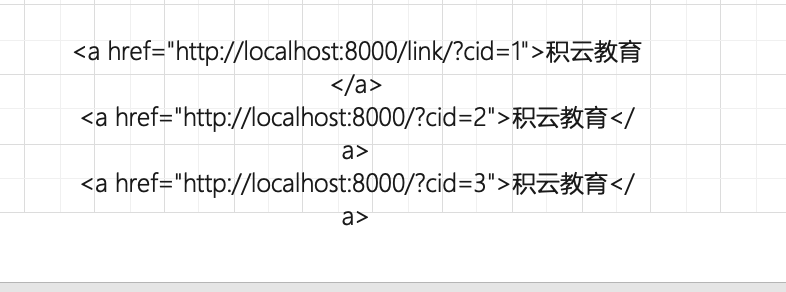 <a href="http://localhost:8000/link/?cid=1">积云教育
</a>
<a href="http://localhost:8000/?cid=2">积云教育</
a>
<a href="http://localhost:8000/?cid=3">积云教育</
a>